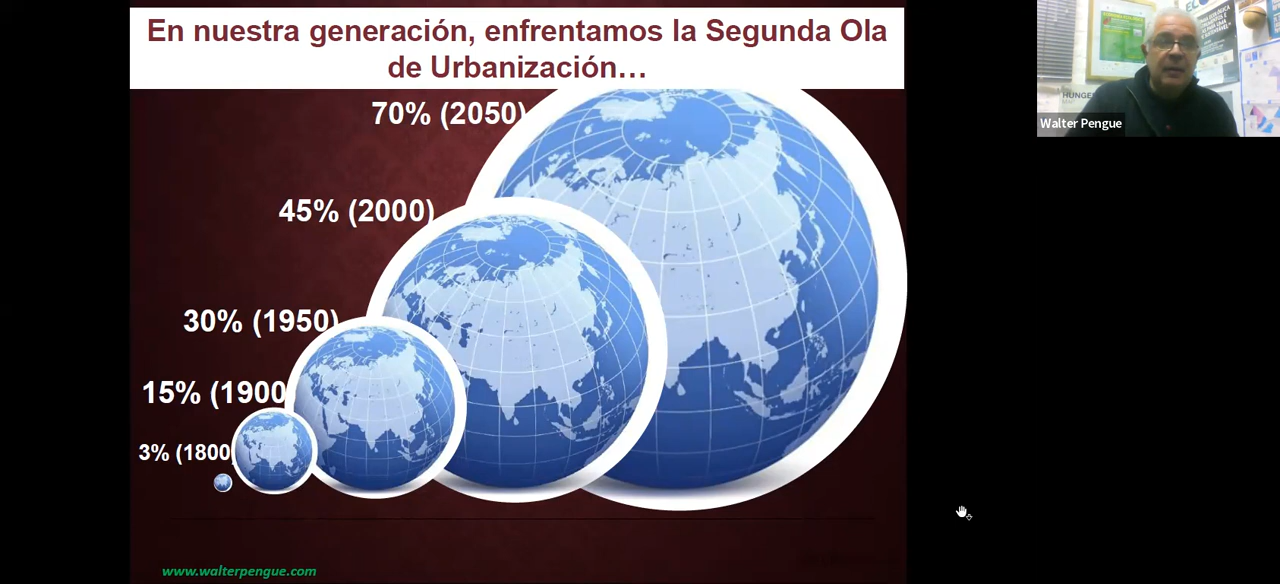 En nuestra generación, enfrentamos la Segunda Ola
de Urbanización…
70% (2050)
45% (2000)
30% (1950)
15% (1900
3% (1800
www.walterpengue.com
HUNGER
Walter Pengue